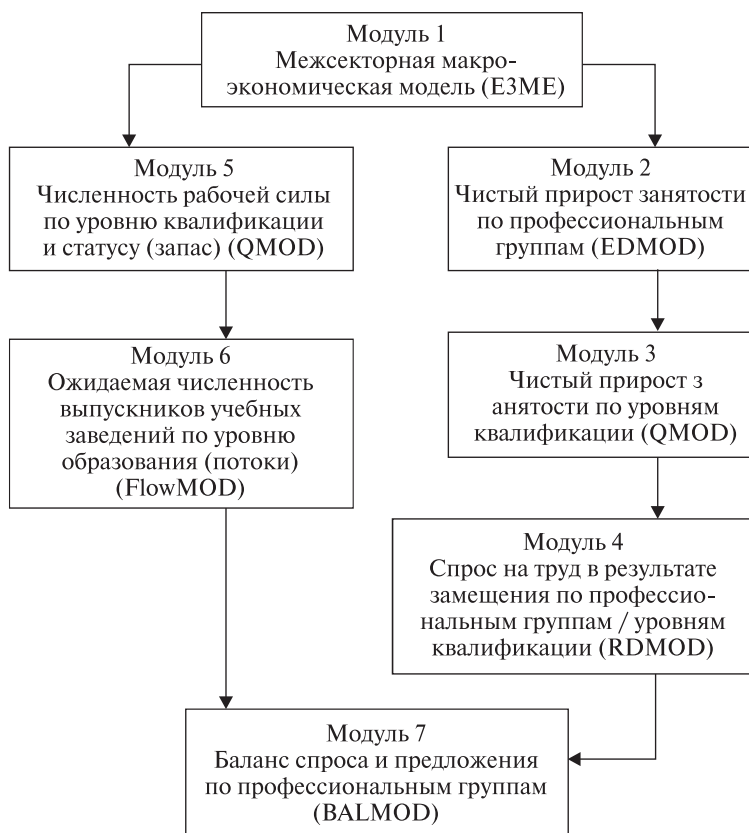 Модуль 1
Межсекторная макро-
экономическая модель (E3ME)
Модуль 5
Численность рабочей силы
по уровню квалификации
и статусу (запас) (QMOD)
Модуль 2
Чистый прирост занятости
по профессиональным
группам (EDMOD)
Модуль 6
Ожидаемая численность
выпускников учебных
заведений по уровню
образования (потоки)
(FlowMOD)
Модуль 3
Чистый прирост з
анятости по уровням
квалификации (QMOD)
Модуль 4
Спрос на труд в результате
замещения по профессио-
нальным группам / уровням
квалификации (RDMOD)
Модуль 7
Баланс спроса и предложения
по профессиональным группам
(BALMOD)